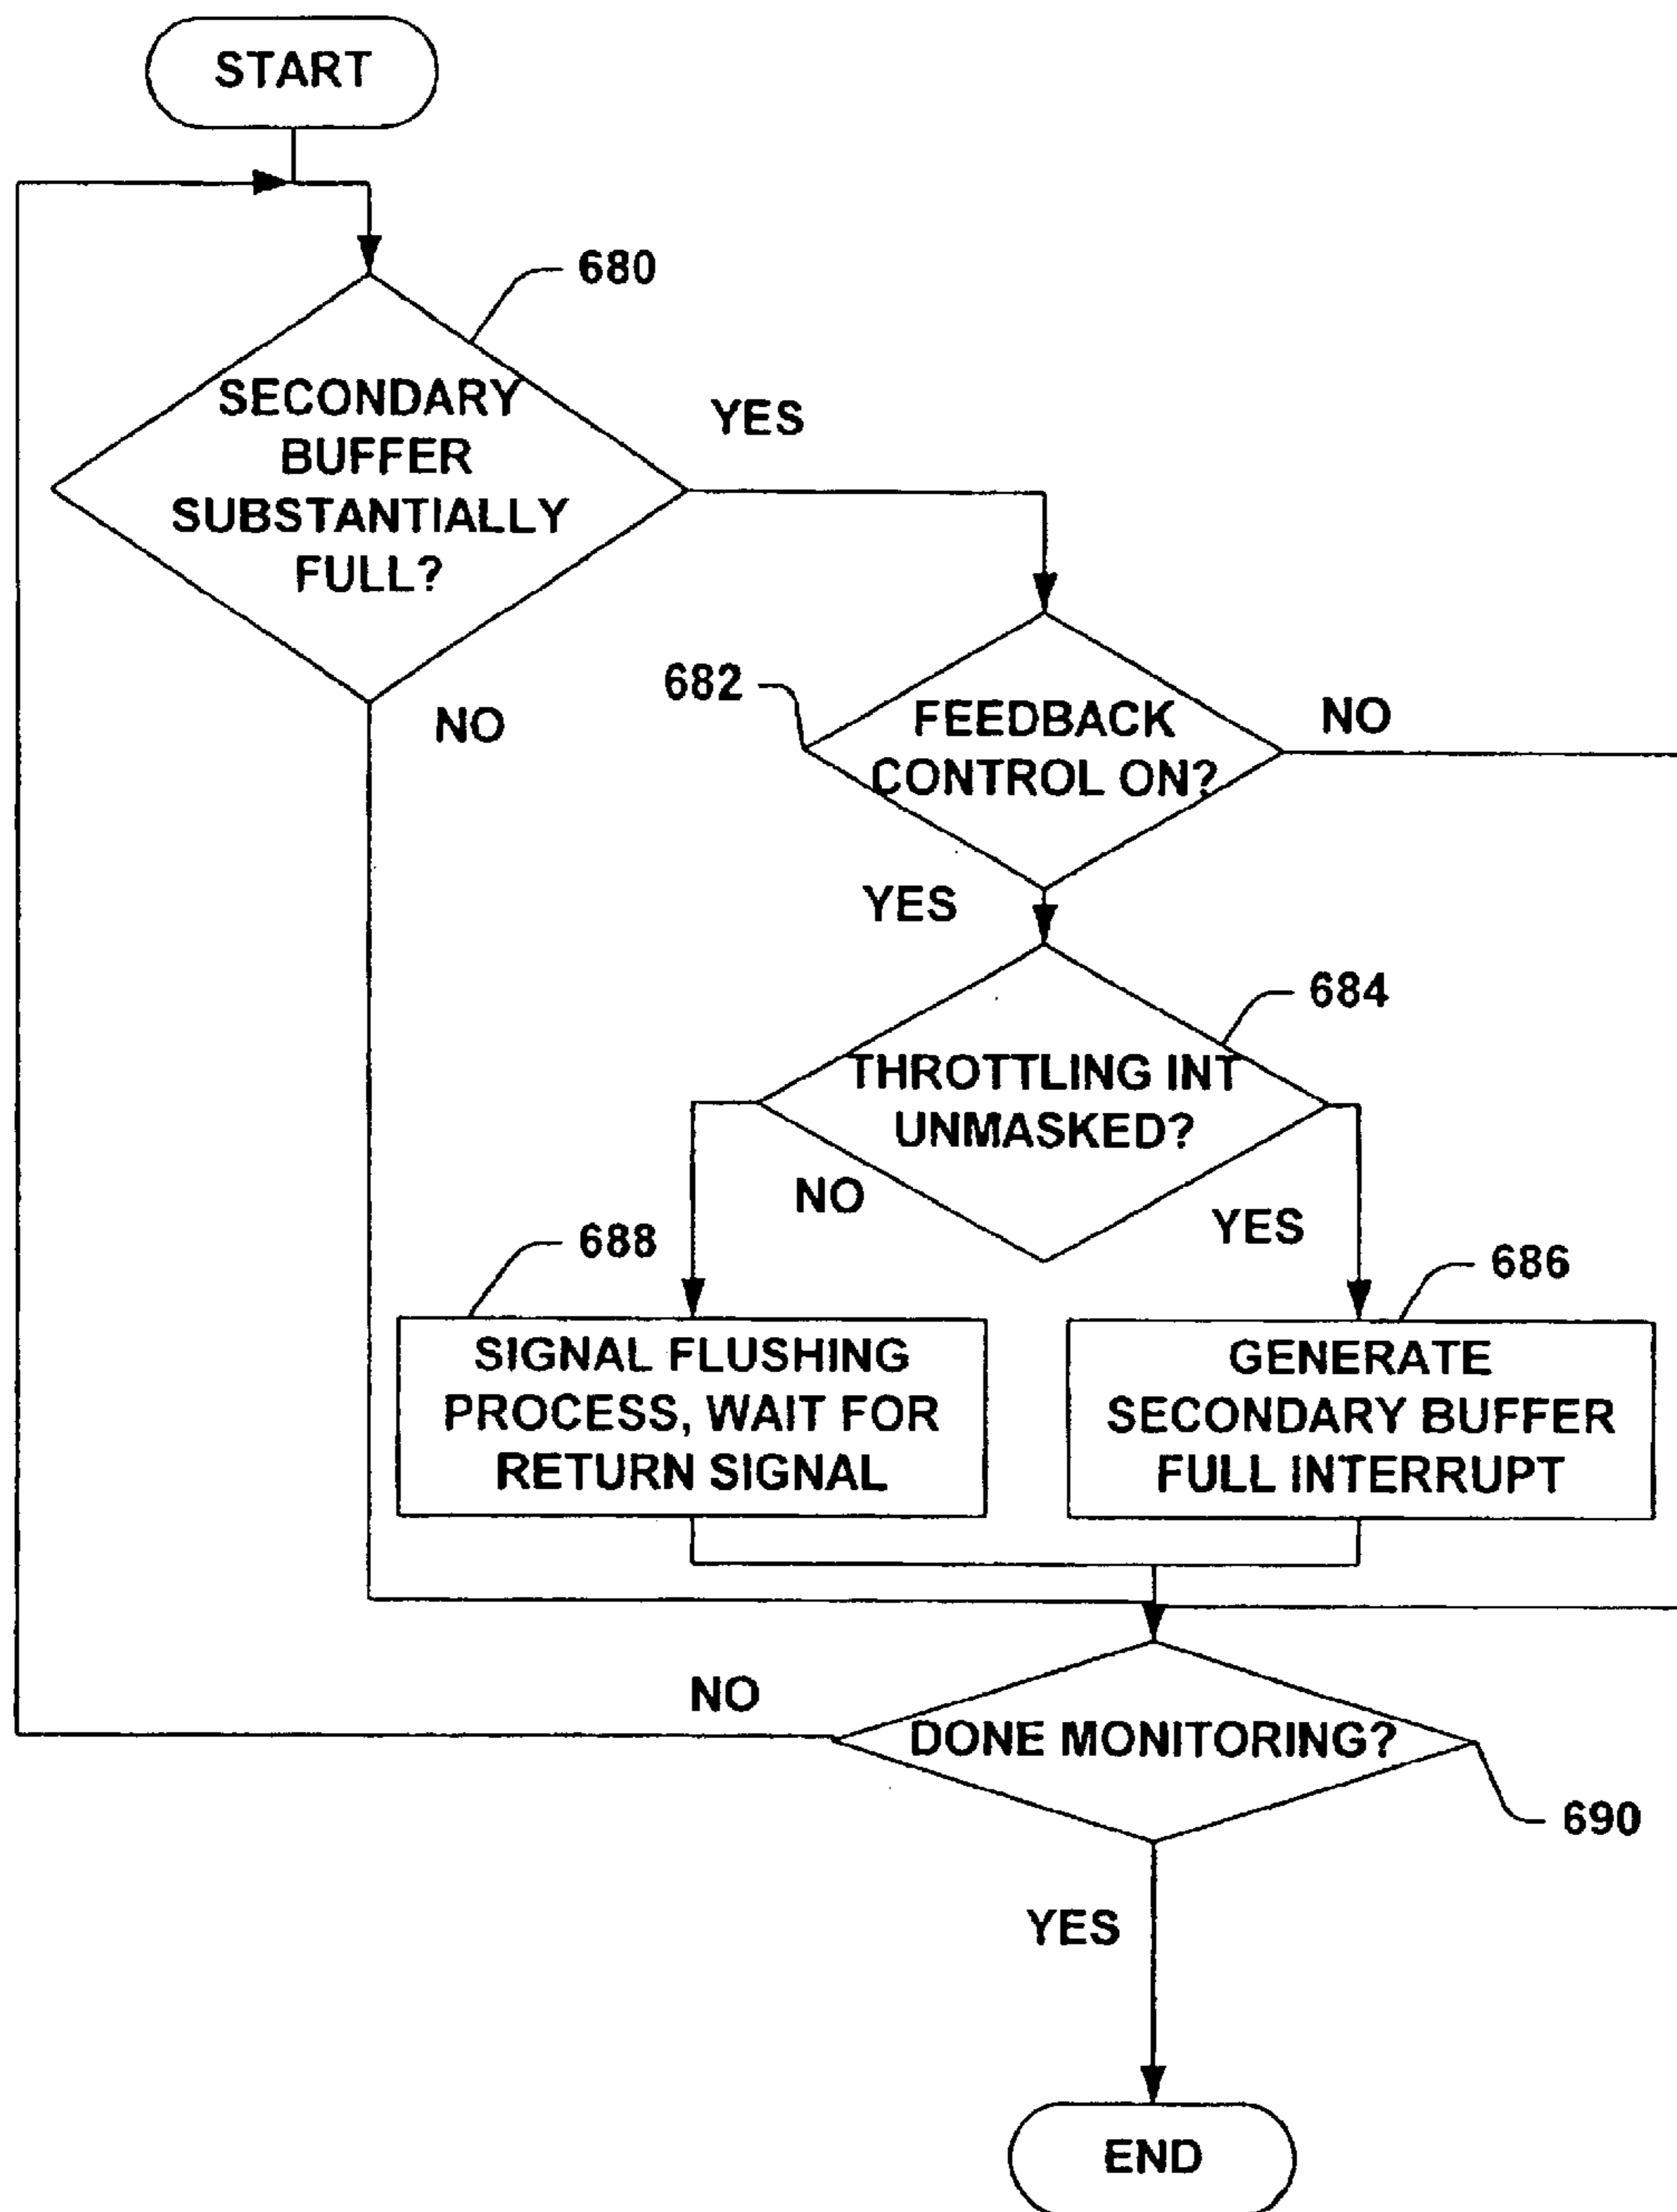 START
680
SECONDARY
BUFFER
SUBSTANTIALLY
FULL?
YES
NO
682
FEEDBACK
CONTROL ON?
NO
YES
684
THROTTLING INT
UNMASKED?
NO
YES
688
686
SIGNAL FLUSHING
PROCESS, WAIT FOR
RETURN SIGNAL
GENERATE
SECONDARY BUFFER
FULL INTERRUPT
NO
DONE MONITORING?
690
YES
END